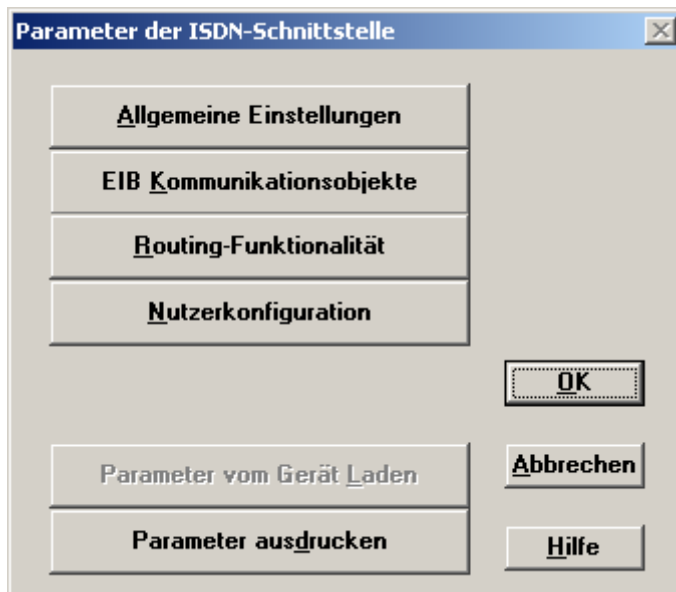 Parameter der ISDN-Schnittstelle
Allgemeine Einstellungen
EIB Kommunikationsobjekte
Routing-Funktionalität
Nutzerkonfiguration
OK
Parameter vom Gerät Laden
Abbrechen
Parameter ausdrucken
Hilfe